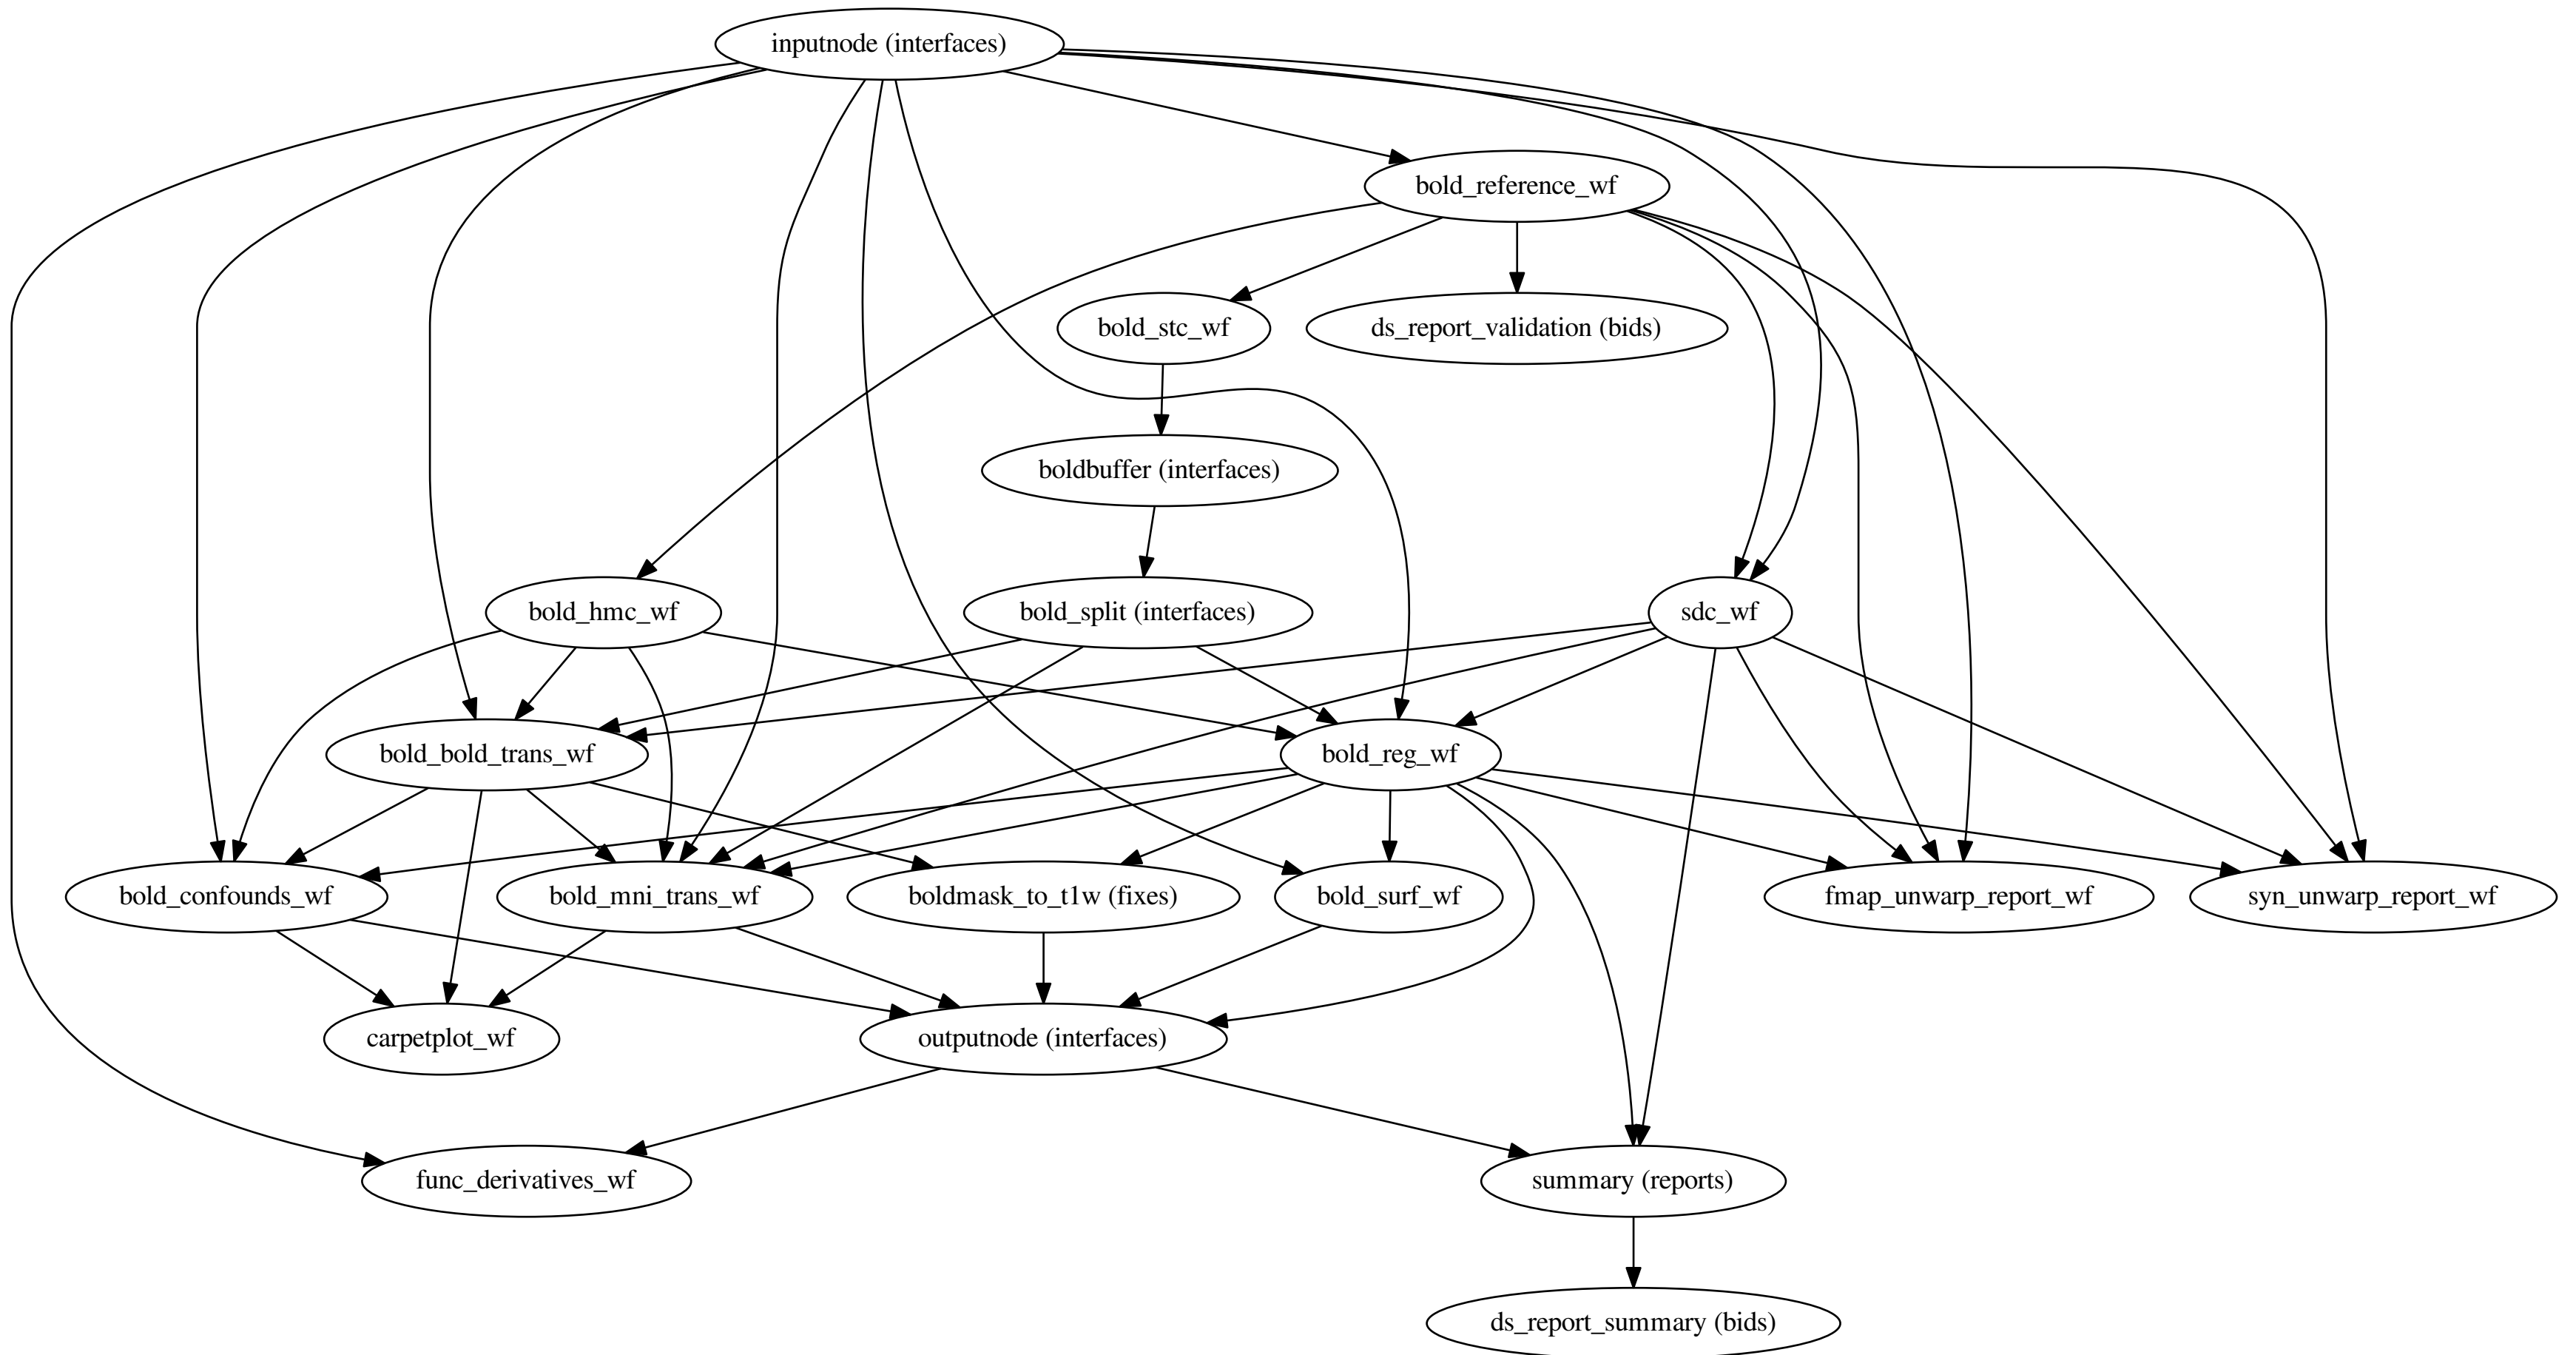 inputnode (interfaces)
bold_reference_wf
bold_stc_wf
ds_report_validation (bids)
boldbuffer (interfaces)
bold_hmc_wf
bold_split (interfaces)
sdc_wf
bold_bold_trans_wf
bold_reg_wf
bold_confounds_wf
bold_mni_trans_wf
boldmask_to_t1w (fixes)
bold_surf_wf
fmap_unwarp_report_wf
syn_unwarp_report_wf
carpetplot_wf
outputnode (interfaces)
func_derivatives_wf
summary (reports)
ds_report_summary (bids)